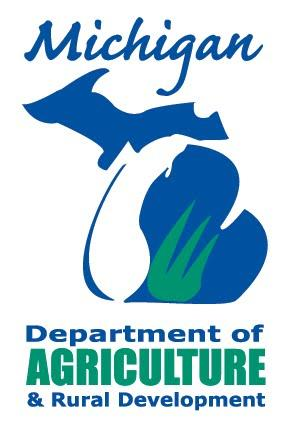 Michigan
Department of
AGRICULTURE
& Rural Development